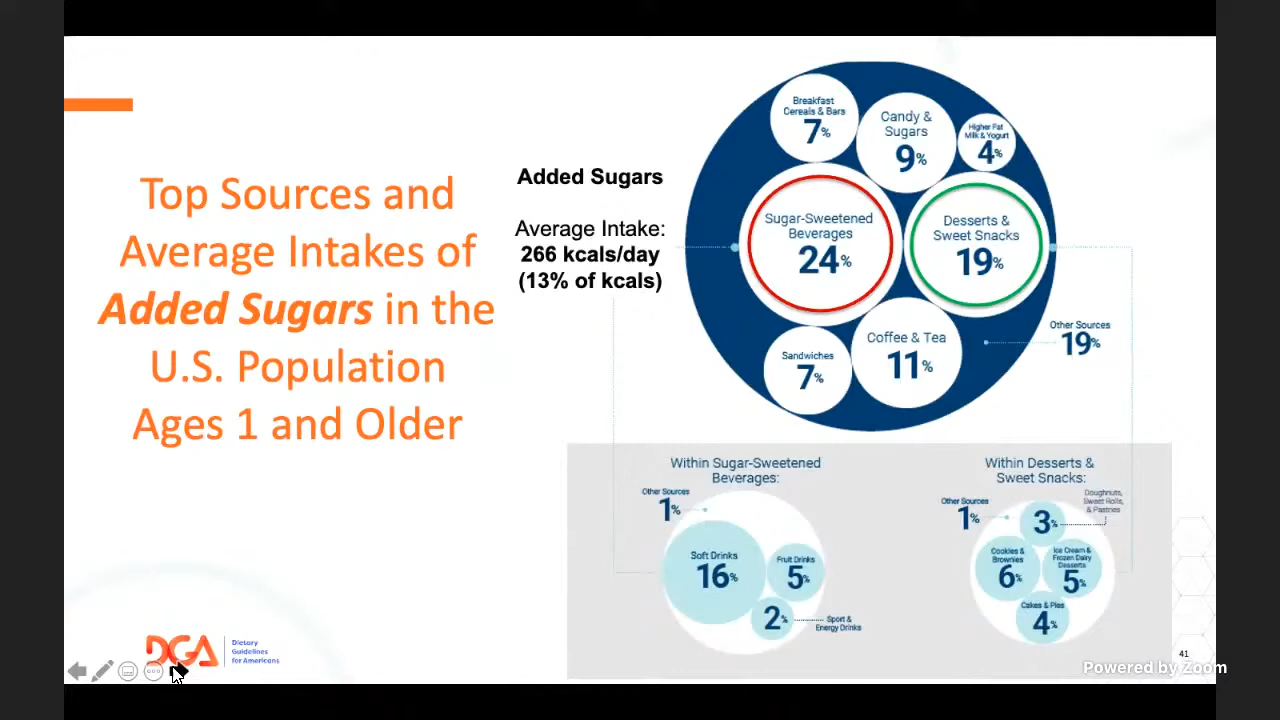 Top Sources and
Average Intakes of
Added Sugars in the
U.S. Population
Ages 1 and Older
Added Sugars
Average Intake:
266 kcals/day
(13% of kcals)
Breakfast
Cereals & Bars
7%
Candy &
Sugars
9%
Higher Fat
Milk & Yogurt
4%
Sugar-Sweetened
Beverages
24%
Desserts &
Sweet Snacks
19%
Sandwiches
7%
Coffee & Tea
11%
Other Sources
19%
Within Sugar-Sweetened
Beverages:
Other Sources
1%
Soft Drinks
16%
Fruit Drinks
5%
2%
Sport &
Energy Drinks
Within Desserts &
Sweet Snacks:
Other Sources
1%
Doughnuts,
Sweet Rolls,
& Pastries
3%
Cookies &
Brownies
6%
Ice Cream &
Frozen Dairy
Desserts
5%
Cakes & Pies
4%
DGA
Dietary
Guidelines
for Americans
41
Powered by Zoom